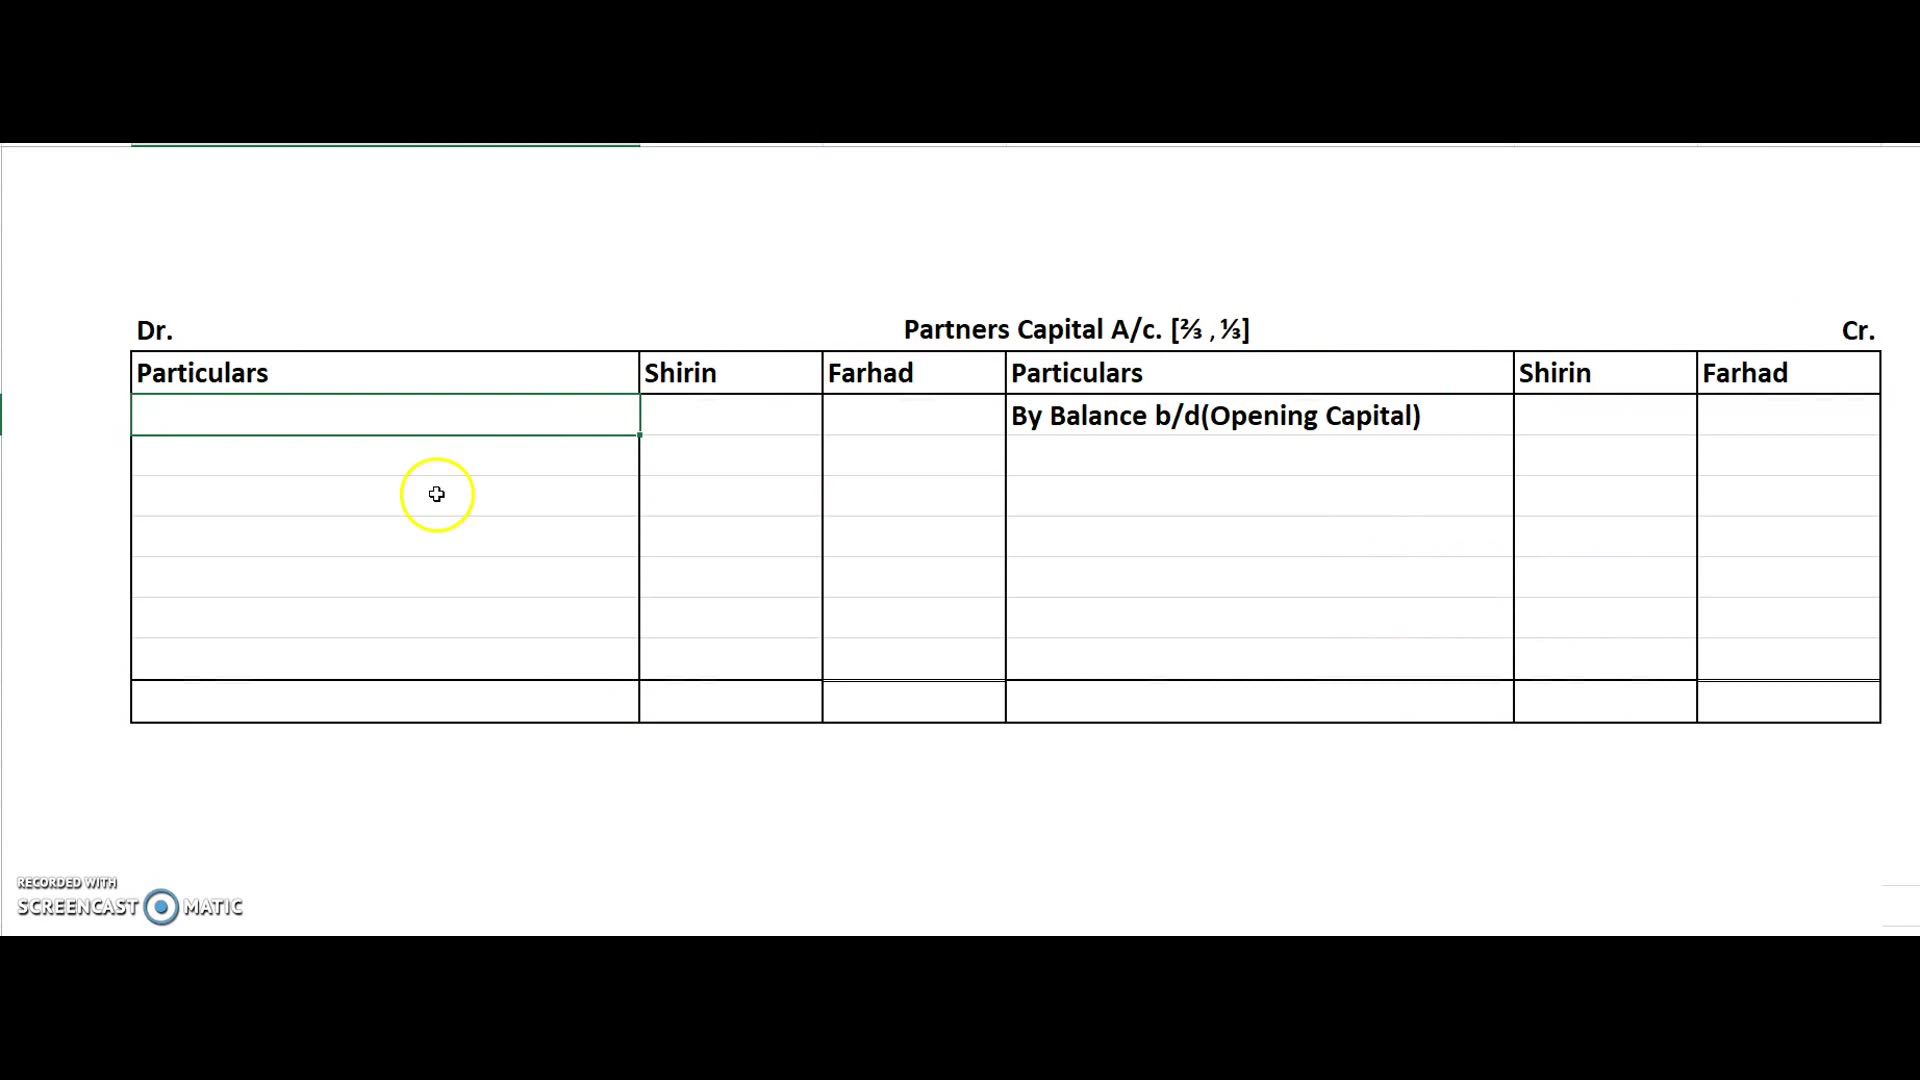 Dr. Partners Capital A/c. [⅔ , ⅓] Cr.
Particulars Shirin Farhad Particulars Shirin Farhad
By Balance b/d(Opening Capital)
RECORDED WITH
SCREENCAST MATIC